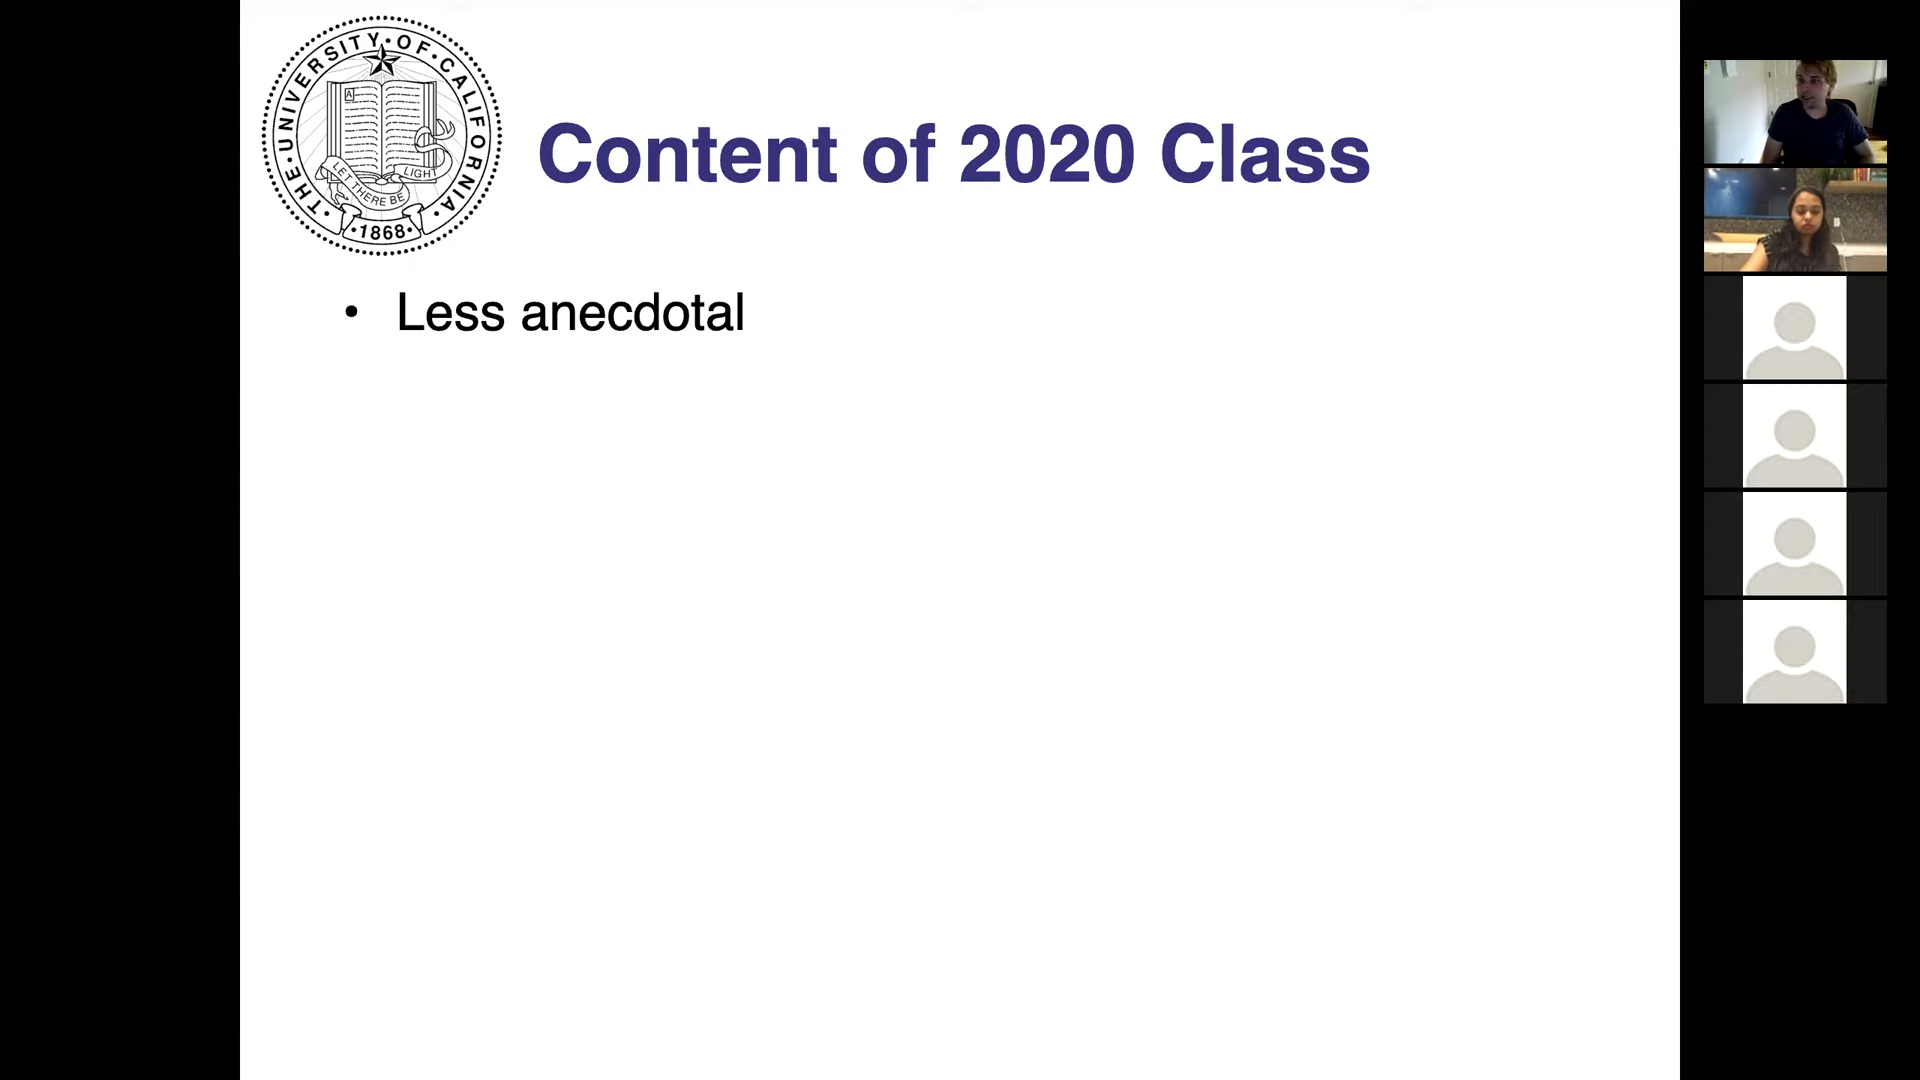 THE · UNIVERSITY · OF · CALIFORNIA
A
LET THERE BE LIGHT
· 1868 ·
Content of 2020 Class
• Less anecdotal